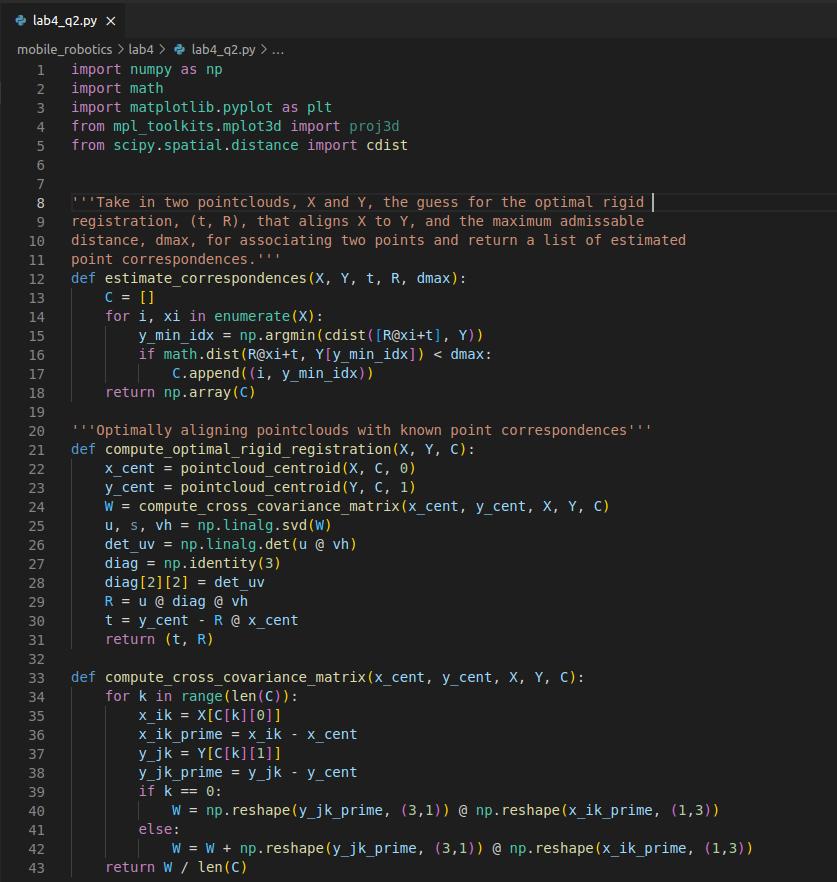 lab4_q2.py ×
mobile_robotics > lab4 > lab4_q2.py > ...
1 import numpy as np
2 import math
3 import matplotlib.pyplot as plt
4 from mpl_toolkits.mplot3d import proj3d
5 from scipy.spatial.distance import cdist
6
7
8 '''Take in two pointclouds, X and Y, the guess for the optimal rigid
9 registration, (t, R), that aligns X to Y, and the maximum admissable
10 distance, dmax, for associating two points and return a list of estimated
11 point correspondences.'''
12 def estimate_correspondences(X, Y, t, R, dmax):
13     C = []
14     for i, xi in enumerate(X):
15         y_min_idx = np.argmin(cdist([R@xi+t], Y))
16         if math.dist(R@xi+t, Y[y_min_idx]) < dmax:
17             C.append((i, y_min_idx))
18     return np.array(C)
19
20 '''Optimally aligning pointclouds with known point correspondences'''
21 def compute_optimal_rigid_registration(X, Y, C):
22     x_cent = pointcloud_centroid(X, C, 0)
23     y_cent = pointcloud_centroid(Y, C, 1)
24     W = compute_cross_covariance_matrix(x_cent, y_cent, X, Y, C)
25     u, s, vh = np.linalg.svd(W)
26     det_uv = np.linalg.det(u @ vh)
27     diag = np.identity(3)
28     diag[2][2] = det_uv
29     R = u @ diag @ vh
30     t = y_cent - R @ x_cent
31     return (t, R)
32
33 def compute_cross_covariance_matrix(x_cent, y_cent, X, Y, C):
34     for k in range(len(C)):
35         x_ik = X[C[k][0]]
36         x_ik_prime = x_ik - x_cent
37         y_jk = Y[C[k][1]]
38         y_jk_prime = y_jk - y_cent
39         if k == 0:
40             W = np.reshape(y_jk_prime, (3,1)) @ np.reshape(x_ik_prime, (1,3))
41         else:
42             W = W + np.reshape(y_jk_prime, (3,1)) @ np.reshape(x_ik_prime, (1,3))
43     return W / len(C)